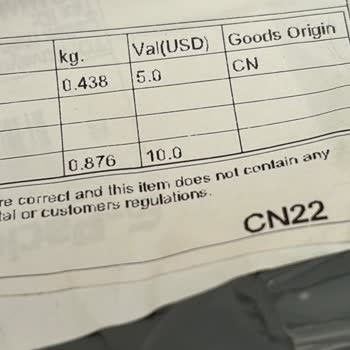 kg. Val(USD) Goods Origin
0.438 5.0 CN
0.876 10.0
re correct and this item does not contain any
tal or customers regulations.
CN22